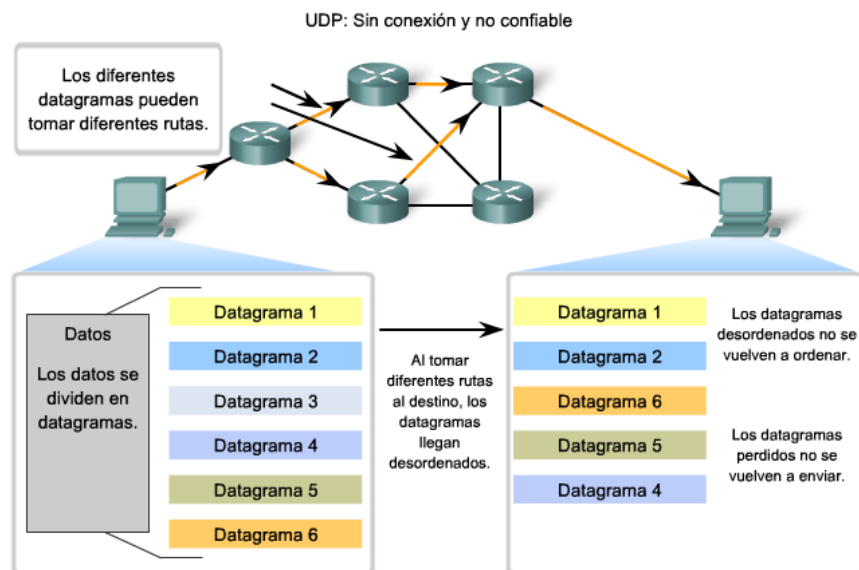 UDP: Sin conexión y no confiable
Los diferentes
datagramas pueden
tomar diferentes rutas.
Datos
Los datos se
dividen en
datagramas.
Datagrama 1
Datagrama 2
Datagrama 3
Datagrama 4
Datagrama 5
Datagrama 6
Al tomar
diferentes rutas
al destino, los
datagramas
llegan
desordenados.
Datagrama 1
Datagrama 2
Datagrama 6
Datagrama 5
Datagrama 4
Los datagramas
desordenados no se
vuelven a ordenar.
Los datagramas
perdidos no se
vuelven a enviar.